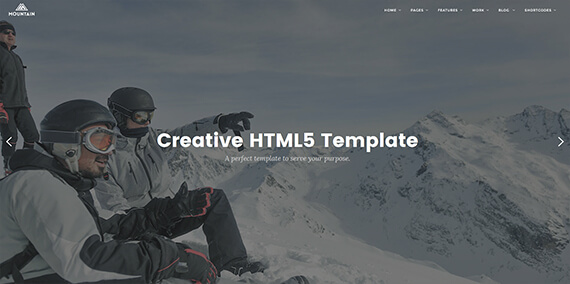 MOUNTAIN
HOME PAGES FEATURES WORK BLOG SHORTCODES
Creative HTML5 Template
A perfect template to serve your purpose.